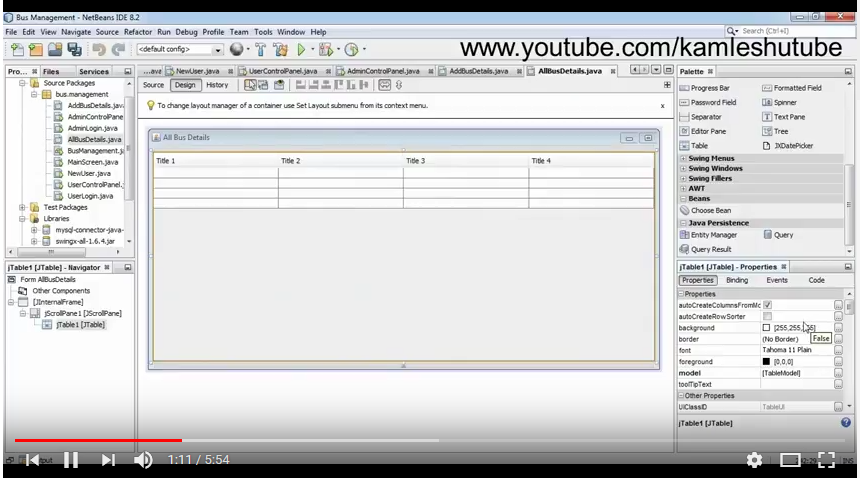 Bus Management - NetBeans IDE 8.2
File Edit View Navigate Source Refactor Run Debug Profile Team Tools Window Help
Search (Ctrl+I)
<default config>
www.youtube.com/kamleshutube
Pro... Files Services
...ava NewUser.java UserControlPanel.java AdminControlPanel.java AddBusDetails.java AllBusDetails.java
Palette
Source Packages
bus.management
AddBusDetails.java
AdminControlPane
AdminLogin.java
AllBusDetails.java
BusManagement.ja
MainScreen.java
NewUser.java
UserControlPanel.
UserLogin.java
Test Packages
Libraries
mysql-connector-java-
swingx-all-1.6.4.jar
Source Design History
To change layout manager of a container use Set Layout submenu from its context menu.
x
All Bus Details
Title 1 Title 2 Title 3 Title 4
Progress Bar Formatted Field
Password Field Spinner
Separator Text Pane
Editor Pane Tree
Table JXDatePicker
Swing Menus
Swing Windows
Swing Fillers
AWT
Beans
Choose Bean
Java Persistence
Entity Manager Query
Query Result
jTable1 [JTable] - Navigator
Form AllBusDetails
Other Components
[JInternalFrame]
jScrollPane1 [JScrollPane]
jTable1 [JTable]
jTable1 [JTable] - Properties
Properties Binding Events Code
Properties
autoCreateColumnsFromMo
autoCreateRowSorter
background
border (No Border)
False
font Tahoma 11 Plain
foreground [0,0,0]
model [TableModel]
toolTipText
Other Properties
UIClassID TableUI
jTable1 [JTable]
1:11 / 5:54
INS